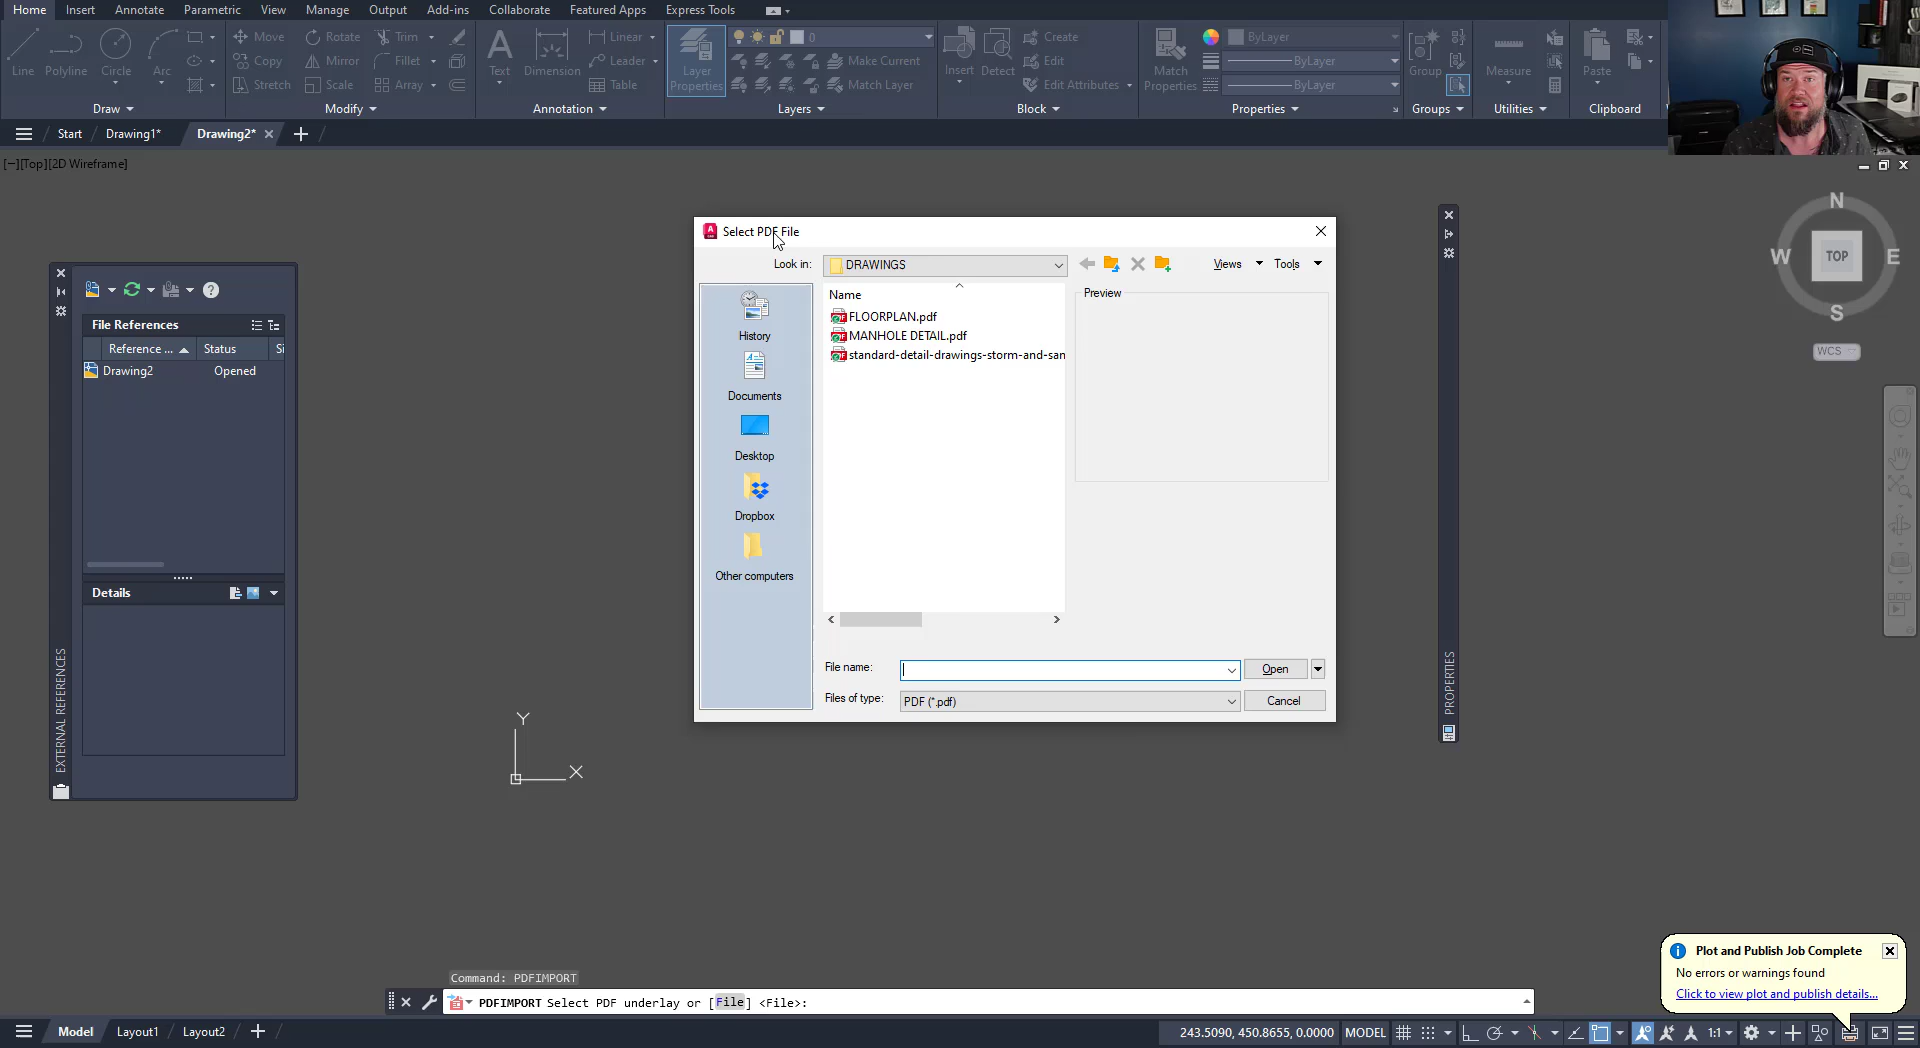 Home Insert Annotate Parametric View Manage Output Add-ins Collaborate Featured Apps Express Tools
Line Polyline Circle Arc
Move Rotate Trim
Copy Mirror Fillet
Stretch Scale Array
Text Dimension
Linear
Leader
Table
Layer Properties
0
Make Current
Match Layer
Insert Detect
Create
Edit
Edit Attributes
Match Properties
ByLayer
ByLayer
ByLayer
Group Measure Paste
Draw Modify Annotation Layers Block Properties Groups Utilities Clipboard
Start Drawing1* Drawing2*
[−][Top][2D Wireframe]
Select PDF File
Look in: DRAWINGS Views Tools
Name
FLOORPLAN.pdf
MANHOLE DETAIL.pdf
standard-detail-drawings-storm-and-san
Preview
History
Documents
Desktop
Dropbox
Other computers
File name: Open
Files of type: PDF (*.pdf) Cancel
File References
Reference ... Status Si
Drawing2 Opened
Details
EXTERNAL REFERENCES
PROPERTIES
N
W TOP E
S
WCS
Y
X
Plot and Publish Job Complete
No errors or warnings found
Click to view plot and publish details...
Command: PDFIMPORT
PDFIMPORT Select PDF underlay or [File] <File>:
Model Layout1 Layout2
243.5090, 450.8655, 0.0000 MODEL 1:1